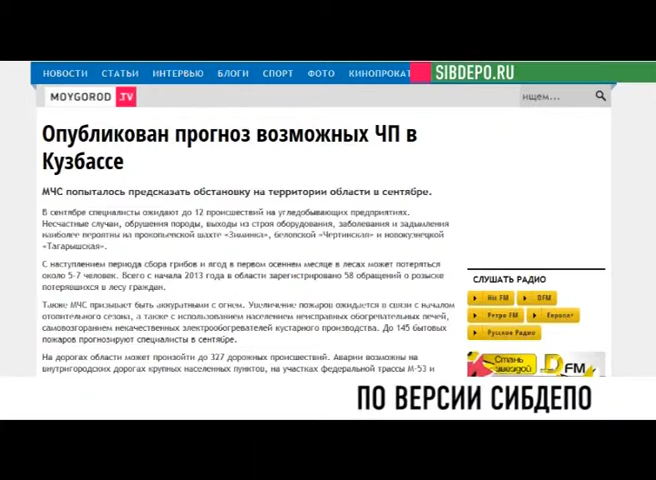 НОВОСТИ СТАТЬИ ИНТЕРВЬЮ БЛОГИ СПОРТ ФОТО КИНОПРОКАТ
SIBDEPO.RU
MOYGOROD .TV
ищем...
Опубликован прогноз возможных ЧП в
Кузбассе
МЧС попыталось предсказать обстановку на территории области в сентябре.
В сентябре специалисты ожидают до 12 происшествий на угледобывающих предприятиях.
Несчастные случаи, обрушения породы, выходы из строя оборудования, заболевания и задымления
наиболее вероятны на прокопьевской шахте «Зиминка», беловской «Чертинская» и новокузнецкой
«Тагарышская».
С наступлением периода сбора грибов и ягод в первом осеннем месяце в лесах может потеряться
около 5-7 человек. Всего с начала 2013 года в области зарегистрировано 58 обращений о розыске
потерявшихся в лесу граждан.
Также МЧС призывает быть аккуратными с огнем. Увеличение пожаров ожидается в связи с началом
отопительного сезона, а также с использованием населением неисправных обогревательных печей,
самовозгоранием некачественных электрообогревателей кустарного производства. До 145 бытовых
пожаров прогнозируют специалисты в сентябре.
На дорогах области может произойти до 327 дорожных происшествий. Аварии возможны на
внутригородских дорогах крупных населенных пунктов, на участках федеральной трассы М-53 и
СЛУШАТЬ РАДИО
Hit FM DFM
Ретро FM Европа+
Русское Радио
Стань
звездой
DFM
ПО ВЕРСИИ СИБДЕПО